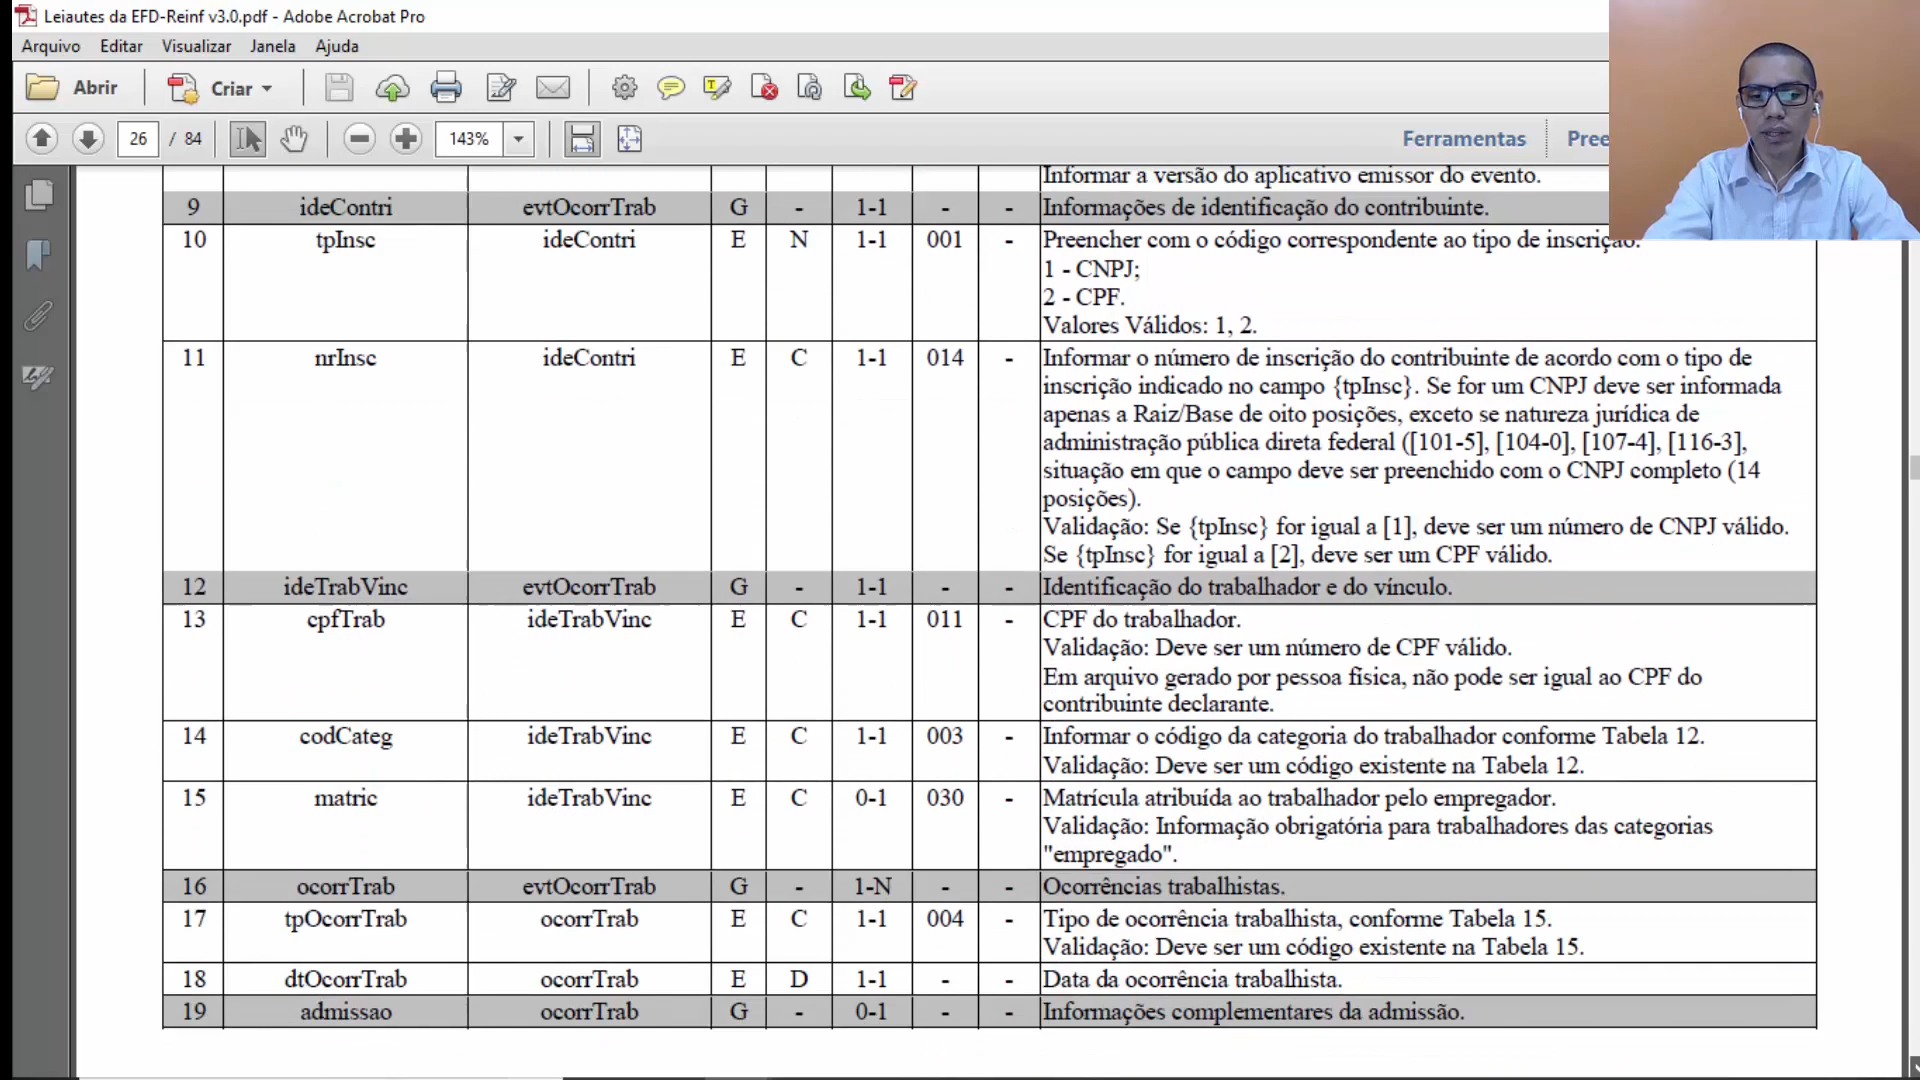 Leiautes da EFD-Reinf v3.0.pdf - Adobe Acrobat Pro
Arquivo Editar Visualizar Janela Ajuda
Abrir Criar
26 / 84 143% Ferramentas Pree
Informar a versão do aplicativo emissor do evento.
9 ideContri evtOcorrTrab G - 1-1 - - Informações de identificação do contribuinte.
10 tpInsc ideContri E N 1-1 001 - Preencher com o código correspondente ao tipo de inscrição:
1 - CNPJ;
2 - CPF.
Valores Válidos: 1, 2.
11 nrInsc ideContri E C 1-1 014 - Informar o número de inscrição do contribuinte de acordo com o tipo de
inscrição indicado no campo {tpInsc}. Se for um CNPJ deve ser informada
apenas a Raiz/Base de oito posições, exceto se natureza jurídica de
administração pública direta federal ([101-5], [104-0], [107-4], [116-3],
situação em que o campo deve ser preenchido com o CNPJ completo (14
posições).
Validação: Se {tpInsc} for igual a [1], deve ser um número de CNPJ válido.
Se {tpInsc} for igual a [2], deve ser um CPF válido.
12 ideTrabVinc evtOcorrTrab G - 1-1 - - Identificação do trabalhador e do vínculo.
13 cpfTrab ideTrabVinc E C 1-1 011 - CPF do trabalhador.
Validação: Deve ser um número de CPF válido.
Em arquivo gerado por pessoa física, não pode ser igual ao CPF do
contribuinte declarante.
14 codCateg ideTrabVinc E C 1-1 003 - Informar o código da categoria do trabalhador conforme Tabela 12.
Validação: Deve ser um código existente na Tabela 12.
15 matric ideTrabVinc E C 0-1 030 - Matrícula atribuída ao trabalhador pelo empregador.
Validação: Informação obrigatória para trabalhadores das categorias
"empregado".
16 ocorrTrab evtOcorrTrab G - 1-N - - Ocorrências trabalhistas.
17 tpOcorrTrab ocorrTrab E C 1-1 004 - Tipo de ocorrência trabalhista, conforme Tabela 15.
Validação: Deve ser um código existente na Tabela 15.
18 dtOcorrTrab ocorrTrab E D 1-1 - - Data da ocorrência trabalhista.
19 admissao ocorrTrab G - 0-1 - - Informações complementares da admissão.